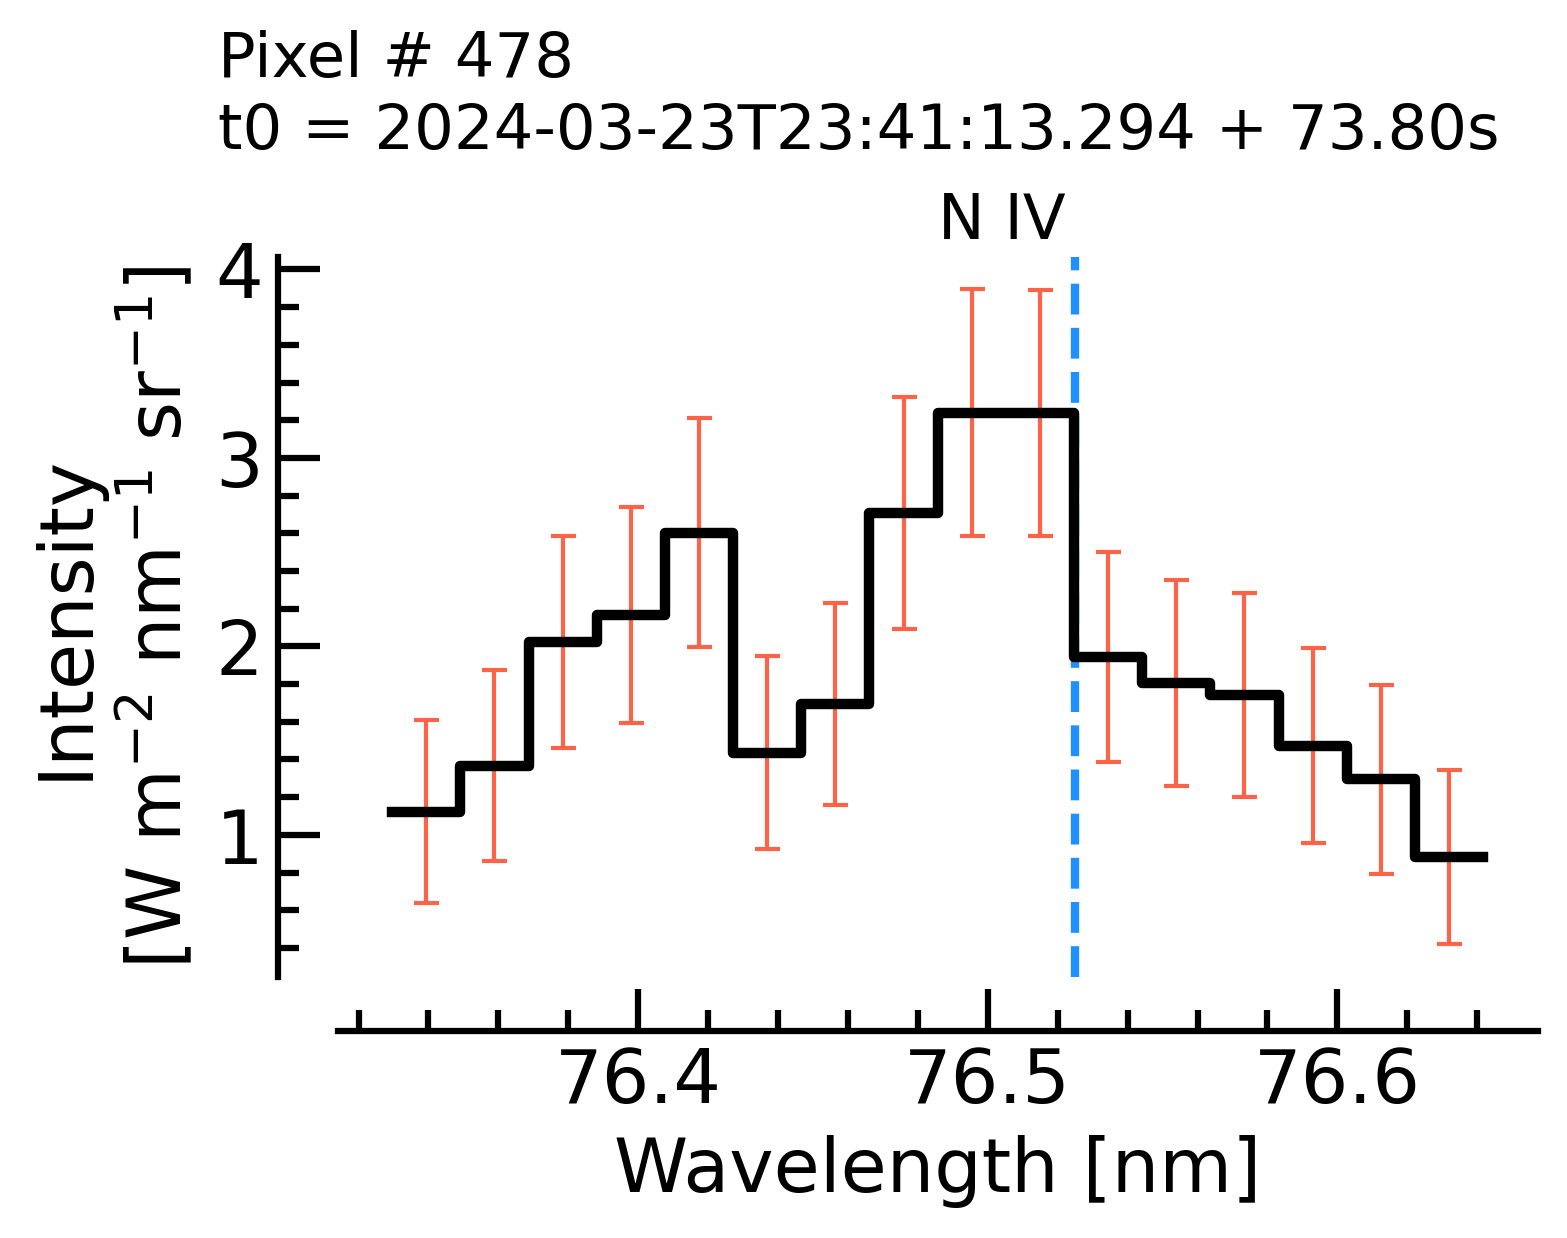 Pixel # 478
t0 = 2024-03-23T23:41:13.294 + 73.80s
N IV
Intensity
[W m⁻² nm⁻¹ sr⁻¹]
4
3
2
1
76.4 76.5 76.6
Wavelength [nm]